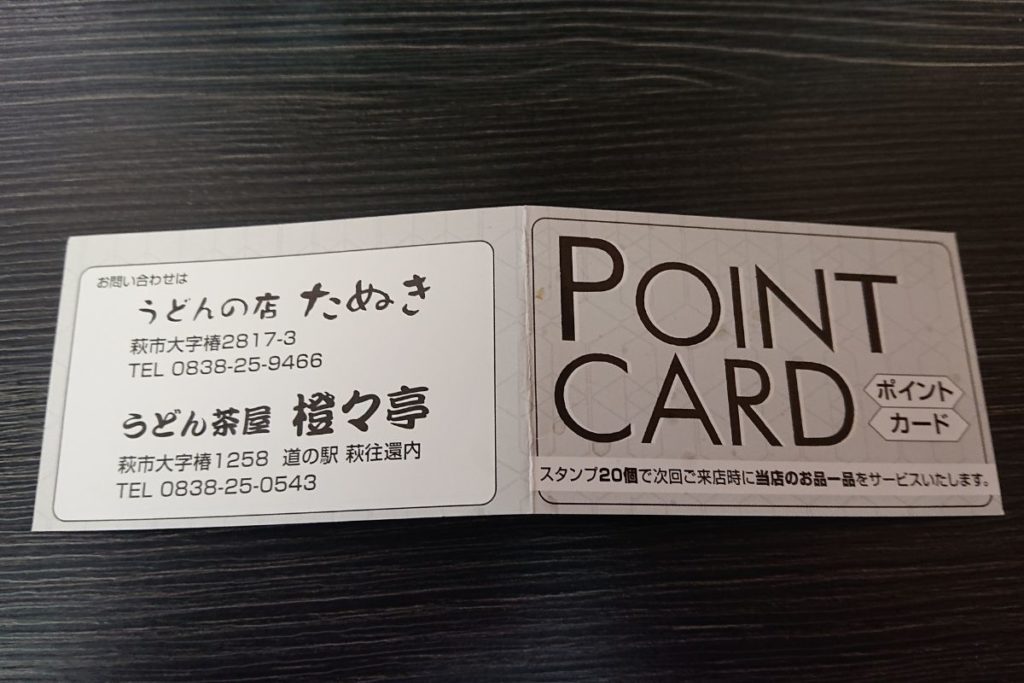 お問い合わせは
うどんの店 たぬき
萩市大字椿2817-3
TEL 0838-25-9466
うどん茶屋 橙々亭
萩市大字椿1258 道の駅 萩往還内
TEL 0838-25-0543
POINT
CARD
ポイント
カード
スタンプ20個で次回ご来店時に当店のお品一品をサービスいたします。